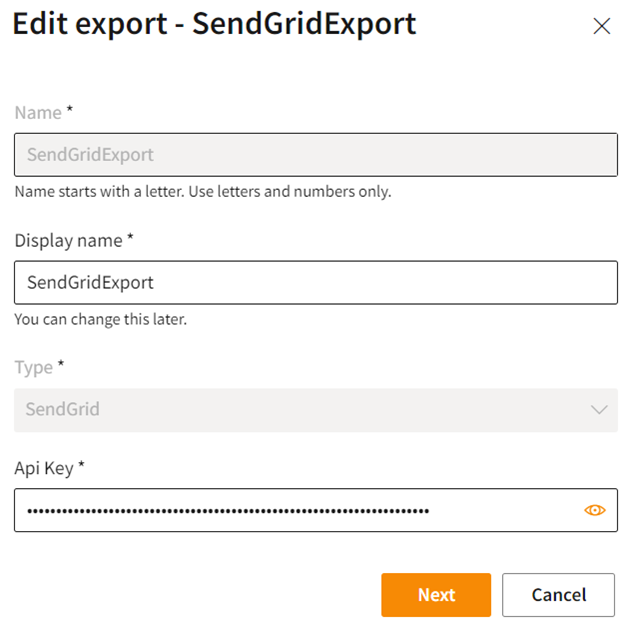 Edit export - SendGridExport
Name *
SendGridExport
Name starts with a letter. Use letters and numbers only.
Display name *
SendGridExport
You can change this later.
Type *
SendGrid
Api Key *
•••••••••••••••••••••••••••••••••••••••••••••••••••••••••••••••••••••
Next Cancel